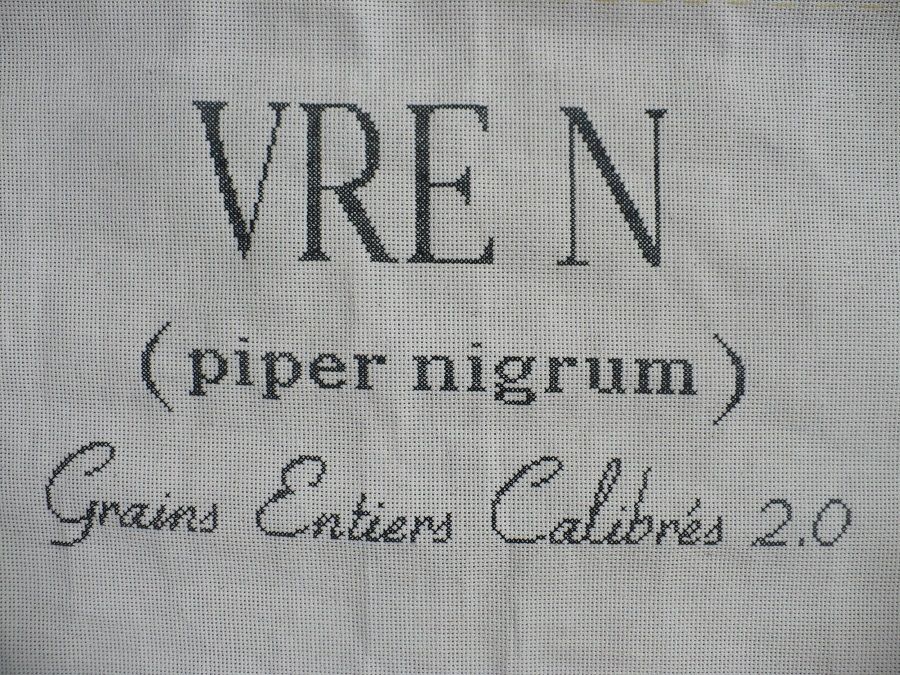 VRE N
(piper nigrum)
Grains Entiers Calibrés 2.0